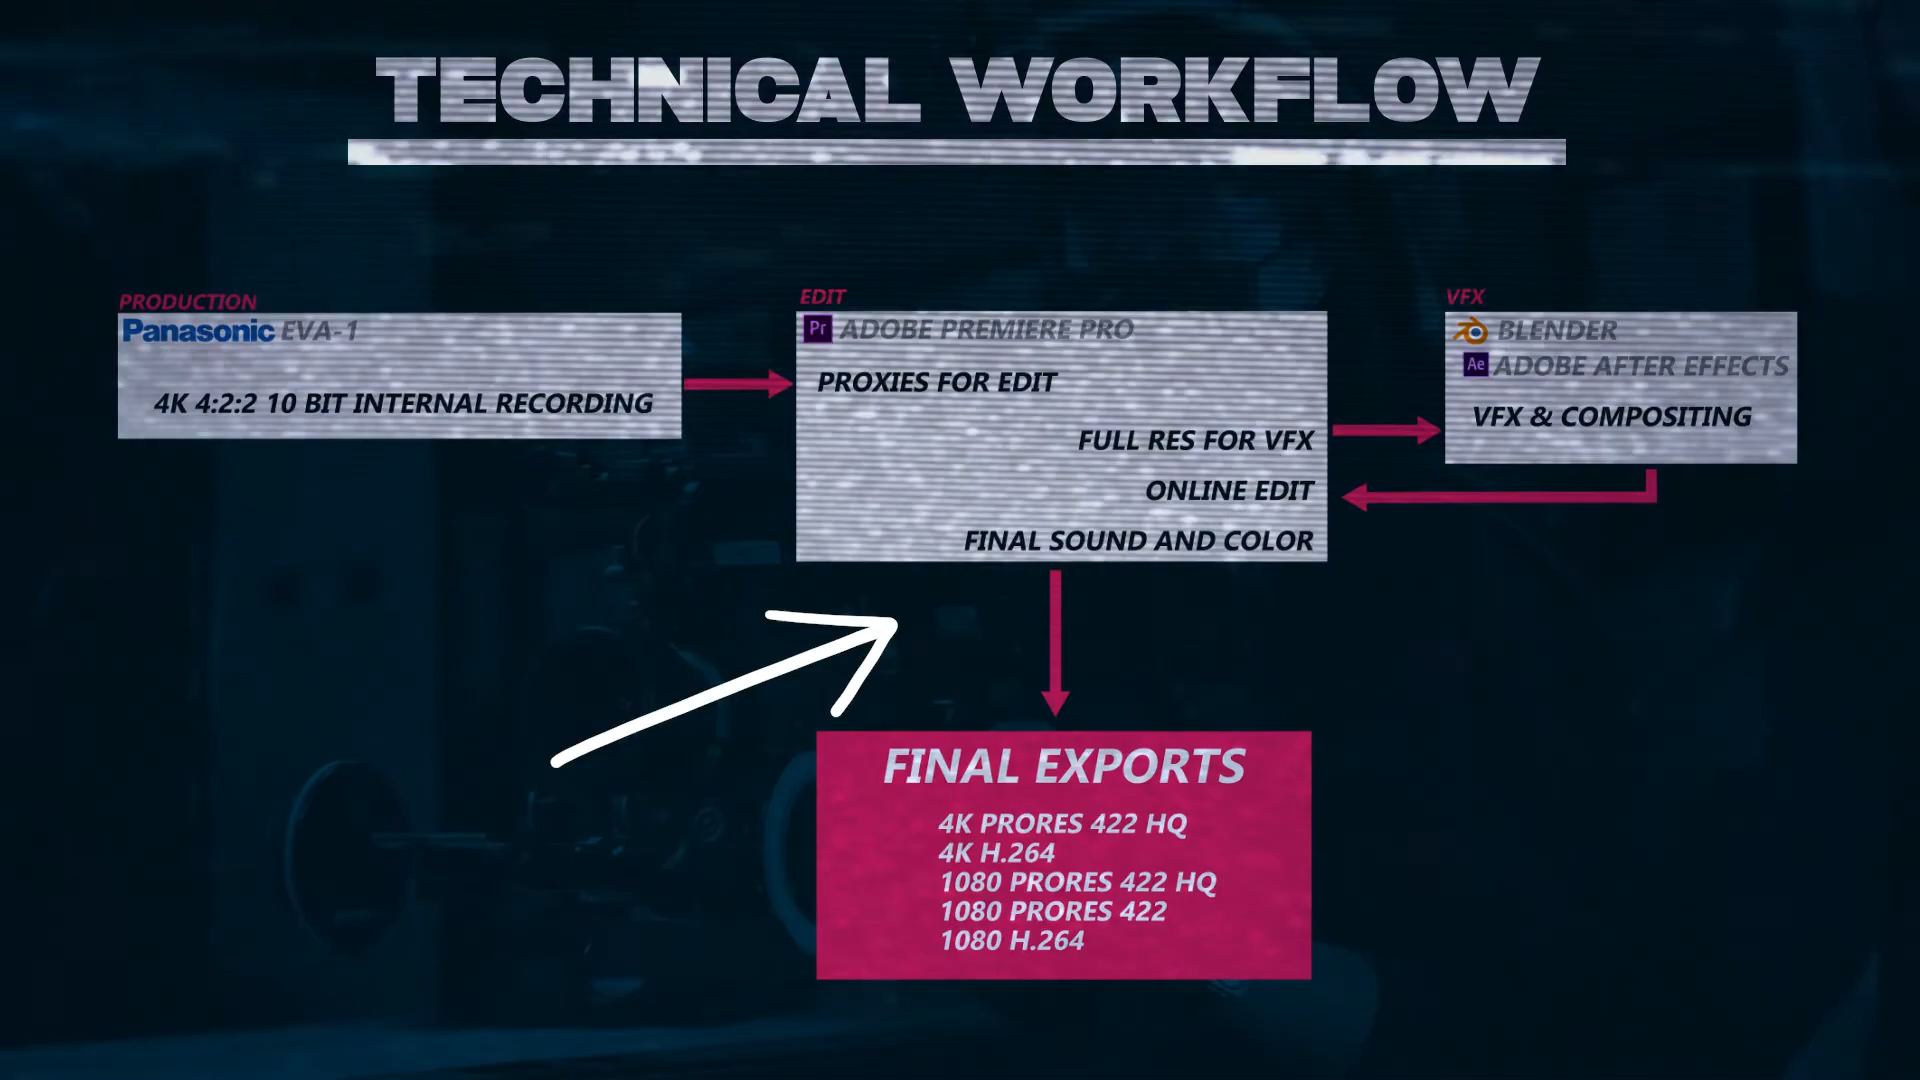 TECHNICAL WORKFLOW
PRODUCTION
Panasonic EVA-1
4K 4:2:2 10 BIT INTERNAL RECORDING
EDIT
Pr ADOBE PREMIERE PRO
PROXIES FOR EDIT
FULL RES FOR VFX
ONLINE EDIT
FINAL SOUND AND COLOR
VFX
BLENDER
Ae ADOBE AFTER EFFECTS
VFX & COMPOSITING
FINAL EXPORTS
4K PRORES 422 HQ
4K H.264
1080 PRORES 422 HQ
1080 PRORES 422
1080 H.264